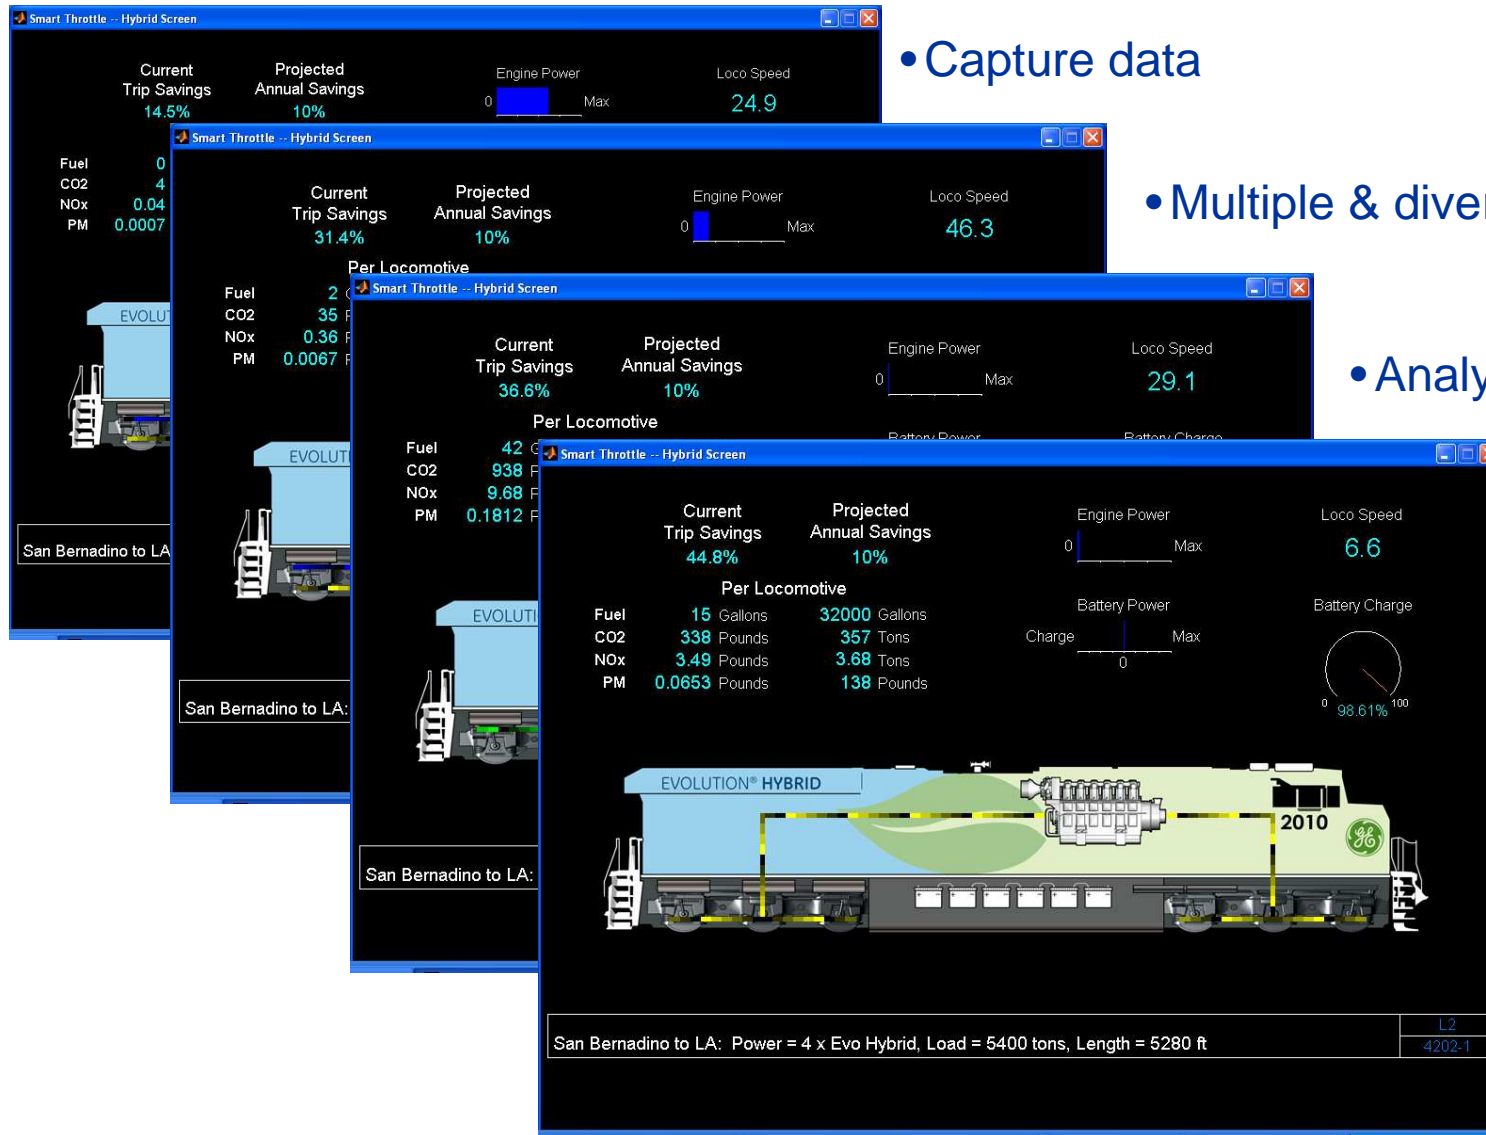 Smart Throttle -- Hybrid Screen
Current Trip Savings
14.5%
Projected Annual Savings
10%
Engine Power
0 Max
Loco Speed
24.9
Fuel 0
CO2 4
NOx 0.04
PM 0.0007
San Bernadino to LA
• Capture data
Smart Throttle -- Hybrid Screen
Current Trip Savings
31.4%
Projected Annual Savings
10%
Engine Power
0 Max
Loco Speed
46.3
Per Locomotive
Fuel 2
CO2 35
NOx 0.36
PM 0.0067
San Bernadino to LA:
• Multiple &
Smart Throttle -- Hybrid Screen
Current Trip Savings
36.6%
Projected Annual Savings
10%
Engine Power
0 Max
Loco Speed
29.1
Per Locomotive
Battery Power
Battery Charge
Fuel 42
CO2 938
NOx 9.68
PM 0.1812
San Bernadino to LA:
Smart Throttle -- Hybrid Screen
Current Trip Savings
44.8%
Projected Annual Savings
10%
Engine Power
0 Max
Loco Speed
6.6
Per Locomotive
Fuel 15 Gallons 32000 Gallons
CO2 338 Pounds 357 Tons
NOx 3.49 Pounds 3.68 Tons
PM 0.0653 Pounds 138 Pounds
Battery Power
Charge Max
0
Battery Charge
0 98.61% 100
EVOLUTION® HYBRID
2010
GE
San Bernadino to LA: Power = 4 x Evo Hybrid, Load = 5400 tons, Length = 5280 ft
L2
4202-1